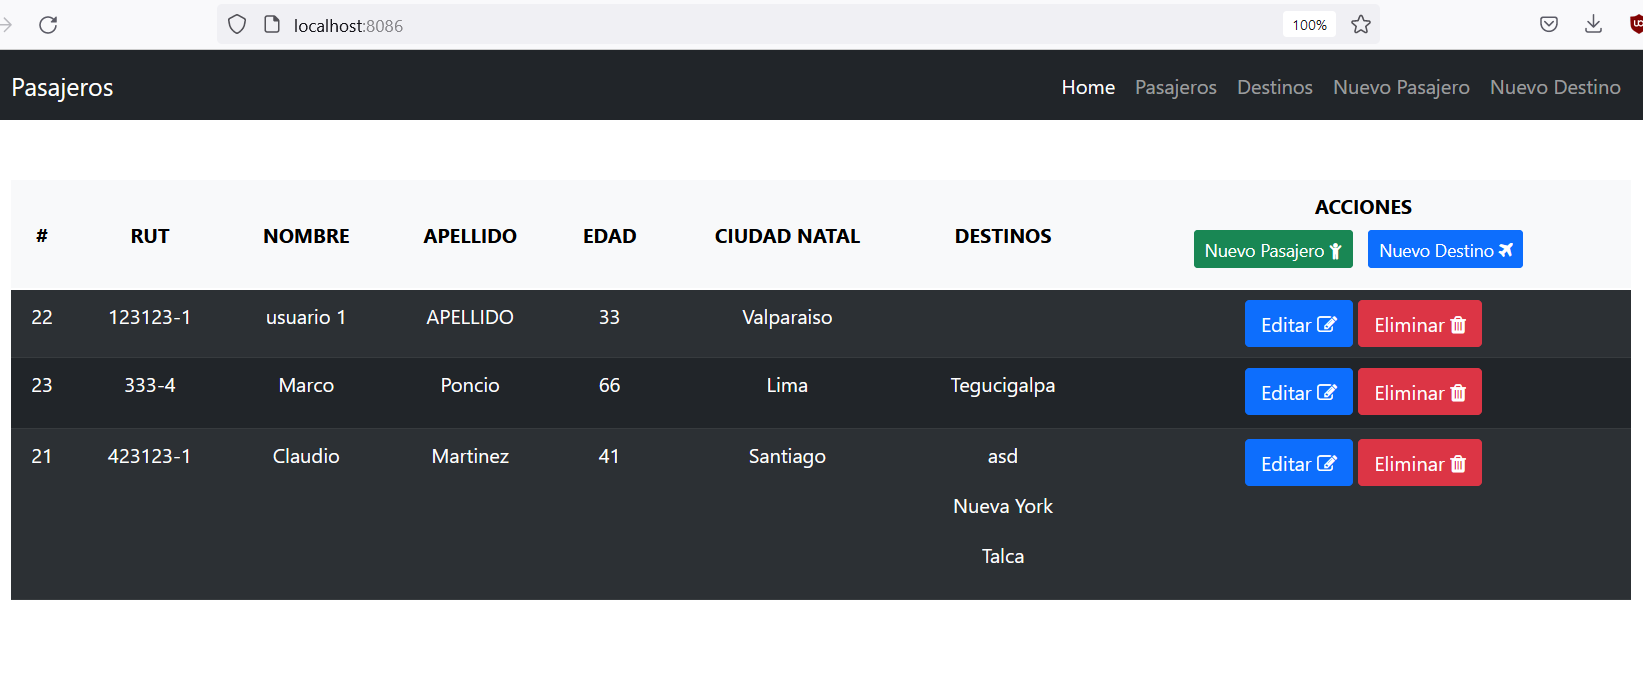 localhost:8086 100%
Pasajeros Home Pasajeros Destinos Nuevo Pasajero Nuevo Destino
# RUT NOMBRE APELLIDO EDAD CIUDAD NATAL DESTINOS ACCIONES
Nuevo Pasajero Nuevo Destino
22 123123-1 usuario 1 APELLIDO 33 Valparaiso Editar Eliminar
23 333-4 Marco Poncio 66 Lima Tegucigalpa Editar Eliminar
21 423123-1 Claudio Martinez 41 Santiago asd Editar Eliminar
Nueva York
Talca